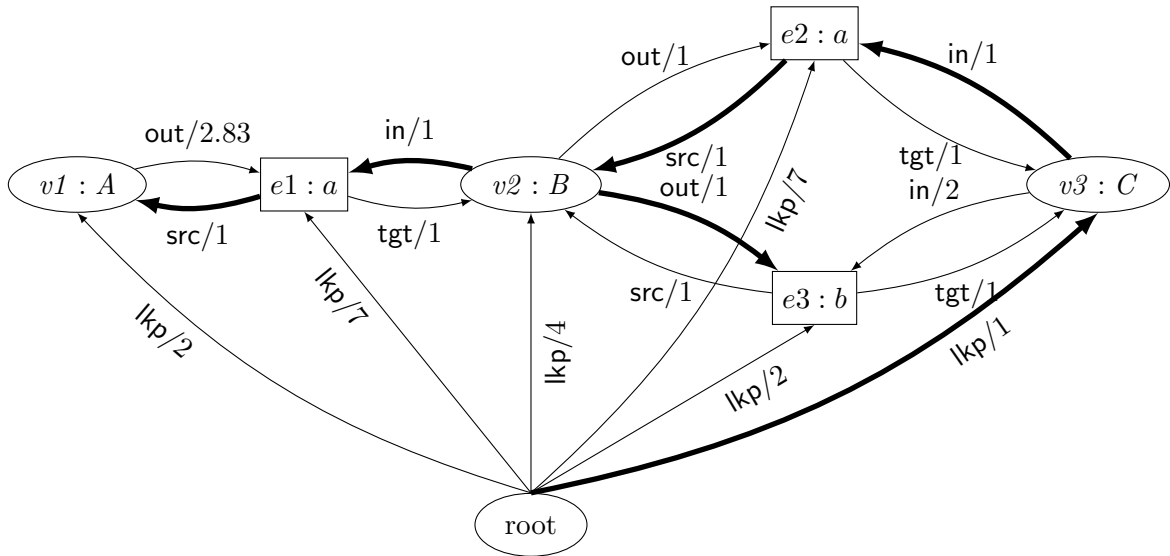 e2 : a
out/1
in/1
out/2.83
in/1
src/1
tgt/1
v1 : A
e1 : a
v2 : B
out/1
in/2
v3 : C
src/1
tgt/1
lkp/7
src/1
e3 : b
tgt/1
lkp/2
lkp/7
lkp/4
lkp/2
lkp/1
root